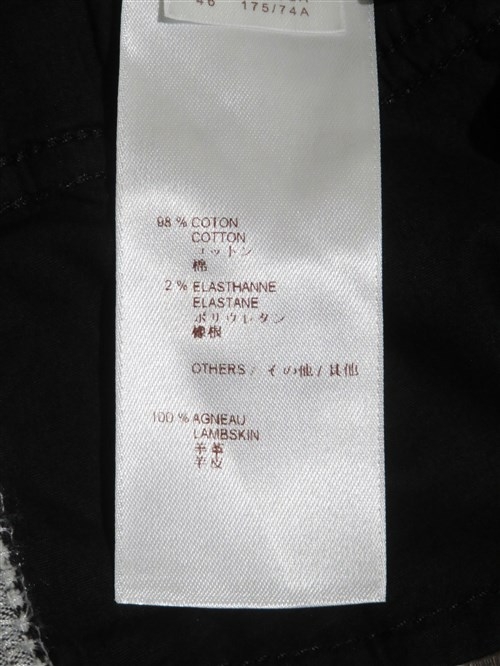 46 175/74A
98 % COTON
COTTON
コットン
棉
2 % ELASTHANNE
ELASTANE
ポリウレタン
橡根
OTHERS / その他 / 其他
100 % AGNEAU
LAMBSKIN
羊革
羊皮